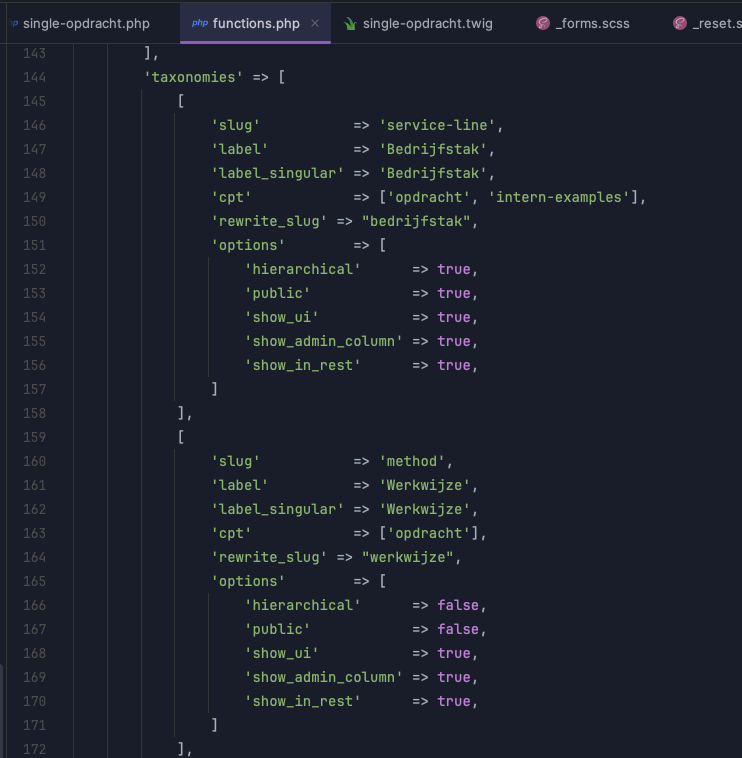 php single-opdracht.php php functions.php × single-opdracht.twig _forms.scss _reset.s
143 ],
144 'taxonomies' => [
145 [
146 'slug' => 'service-line',
147 'label' => 'Bedrijfstak',
148 'label_singular' => 'Bedrijfstak',
149 'cpt' => ['opdracht', 'intern-examples'],
150 'rewrite_slug' => "bedrijfstak",
151 'options' => [
152 'hierarchical' => true,
153 'public' => true,
154 'show_ui' => true,
155 'show_admin_column' => true,
156 'show_in_rest' => true,
157 ]
158 ],
159 [
160 'slug' => 'method',
161 'label' => 'Werkwijze',
162 'label_singular' => 'Werkwijze',
163 'cpt' => ['opdracht'],
164 'rewrite_slug' => "werkwijze",
165 'options' => [
166 'hierarchical' => false,
167 'public' => false,
168 'show_ui' => true,
169 'show_admin_column' => true,
170 'show_in_rest' => true,
171 ]
172 ],